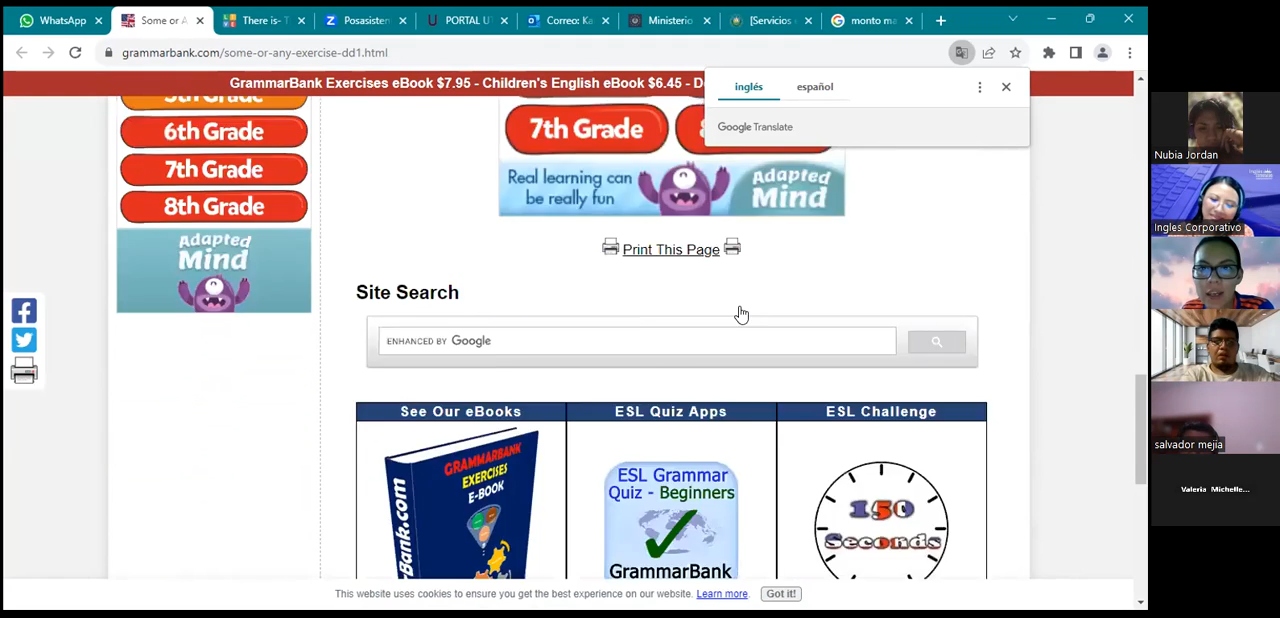 WhatsApp
Some or A
There is- T
Posasisten
PORTAL U
Correo: Ka
Ministerio
[Servicios
monto ma
grammarbank.com/some-or-any-exercise-dd1.html
GrammarBank Exercises eBook $7.95 - Children's English eBook $6.45 - D
inglés
español
Google Translate
5th Grade
6th Grade
7th Grade
8th Grade
Adapted
Mind
7th Grade
Real learning can
be really fun
Adapted
Mind
Print This Page
Site Search
ENHANCED BY Google
See Our eBooks
ESL Quiz Apps
ESL Challenge
GRAMMARBANK
EXERCISES
E-BOOK
Bank.com
ESL Grammar
Quiz - Beginners
GrammarBank
150
Seconds
This website uses cookies to ensure you get the best experience on our website. Learn more. Got it!
Nubia Jordan
Ingles Corporativo
salvador mejia
Valeria Michelle...